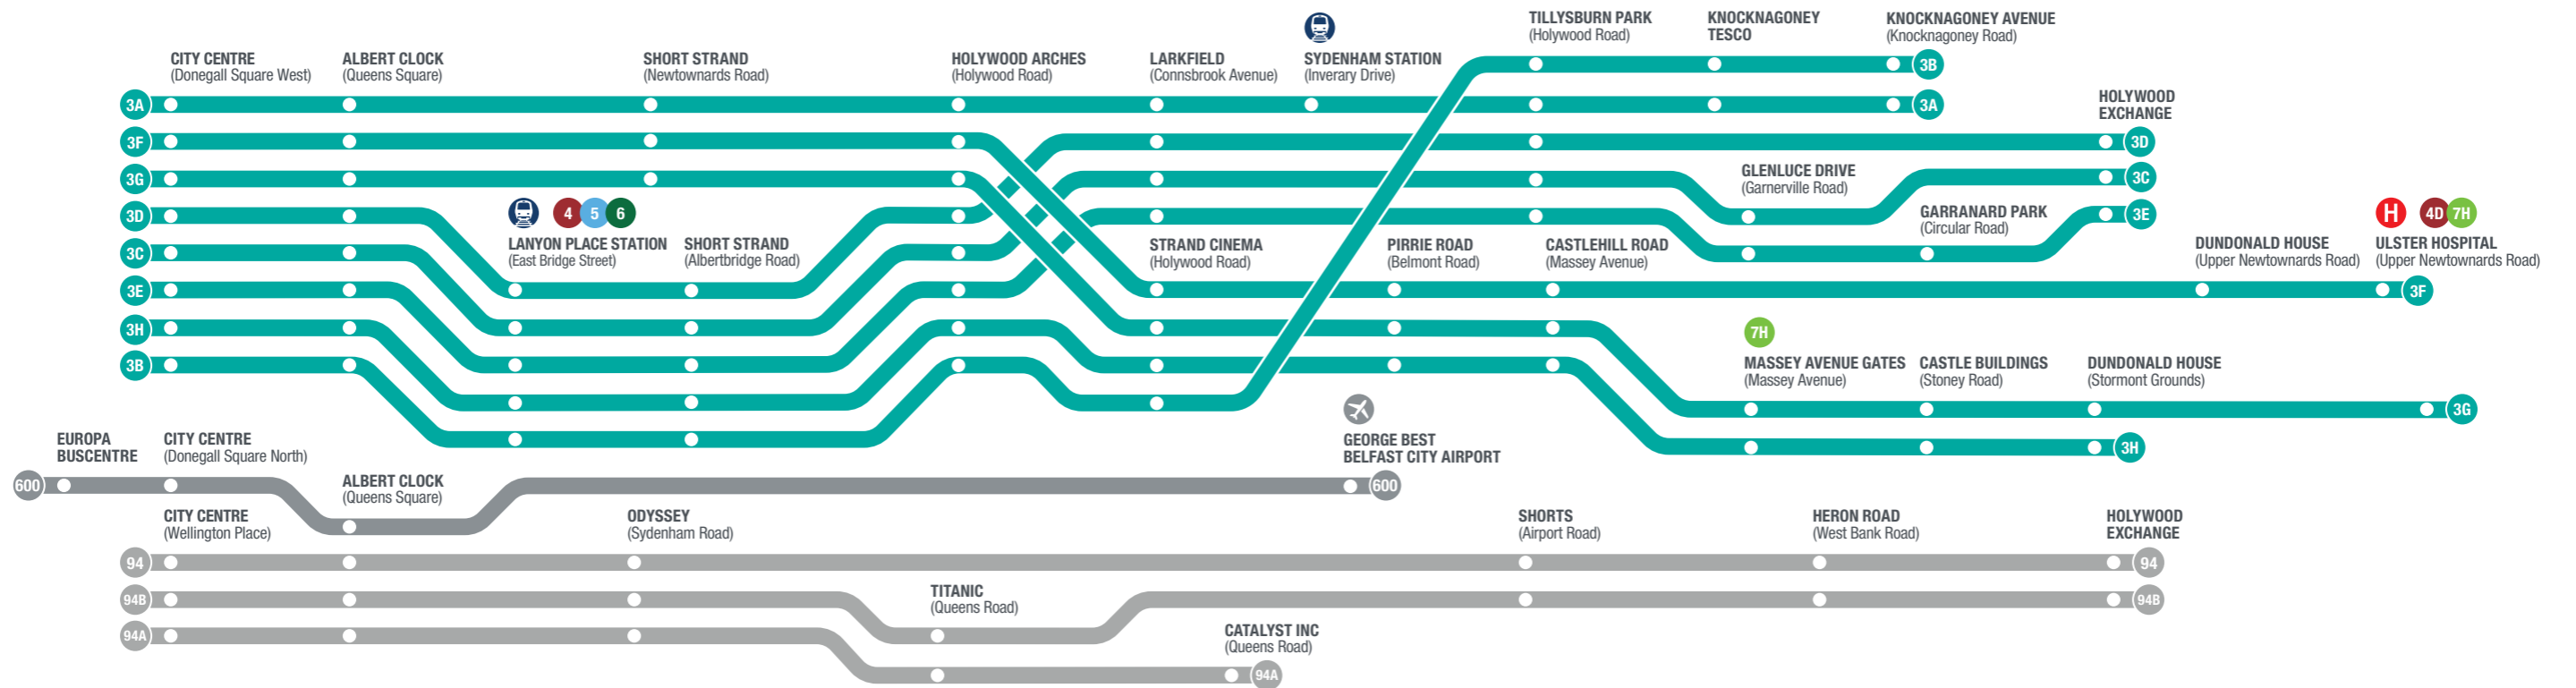 TILLYSBURN PARK
(Holywood Road)
KNOCKNAGONEY
TESCO
KNOCKNAGONEY AVENUE
(Knocknagoney Road)
CITY CENTRE
(Donegall Square West)
ALBERT CLOCK
(Queens Square)
SHORT STRAND
(Newtownards Road)
HOLYWOOD ARCHES
(Holywood Road)
LARKFIELD
(Connsbrook Avenue)
SYDENHAM STATION
(Inverary Drive)
3B
3A
3A
HOLYWOOD
EXCHANGE
3F
3D
3G
GLENLUCE DRIVE
(Garnerville Road)
3C
3D
4
5
6
GARRANARD PARK
(Circular Road)
3E
H
4D
7H
LANYON PLACE STATION
(East Bridge Street)
SHORT STRAND
(Albertbridge Road)
STRAND CINEMA
(Holywood Road)
PIRRIE ROAD
(Belmont Road)
CASTLEHILL ROAD
(Massey Avenue)
DUNDONALD HOUSE
(Upper Newtownards Road)
ULSTER HOSPITAL
(Upper Newtownards Road)
3C
3E
3F
3H
7H
3B
MASSEY AVENUE GATES
(Massey Avenue)
CASTLE BUILDINGS
(Stoney Road)
DUNDONALD HOUSE
(Stormont Grounds)
3G
3H
EUROPA
BUSCENTRE
CITY CENTRE
(Donegall Square North)
GEORGE BEST
BELFAST CITY AIRPORT
600
ALBERT CLOCK
(Queens Square)
600
CITY CENTRE
(Wellington Place)
ODYSSEY
(Sydenham Road)
SHORTS
(Airport Road)
HERON ROAD
(West Bank Road)
HOLYWOOD
EXCHANGE
94
94
94B
TITANIC
(Queens Road)
94B
94A
CATALYST INC
(Queens Road)
94A